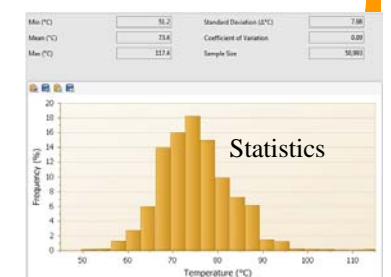 Min (°C) 51.2 Standard Deviation (Δ°C) 7.98
Mean (°C) 73.6 Coefficient of Variation 0.09
Max (°C) 117.4 Sample Size 50,993
20
18
16
14
12
10
8
6
4
2
0
Frequency (%)
Statistics
50 60 70 80 90 100 110
Temperature (°C)